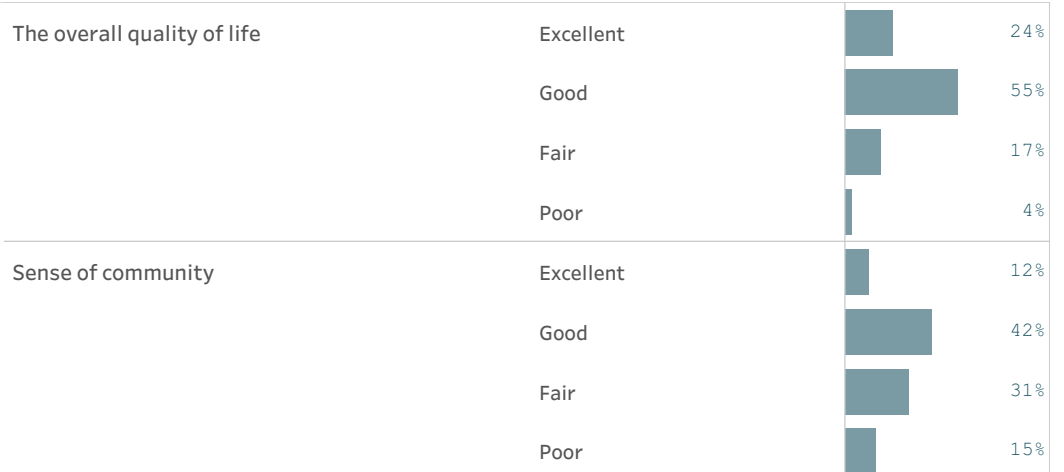 The overall quality of life Excellent 24%
Good 55%
Fair 17%
Poor 4%
Sense of community Excellent 12%
Good 42%
Fair 31%
Poor 15%